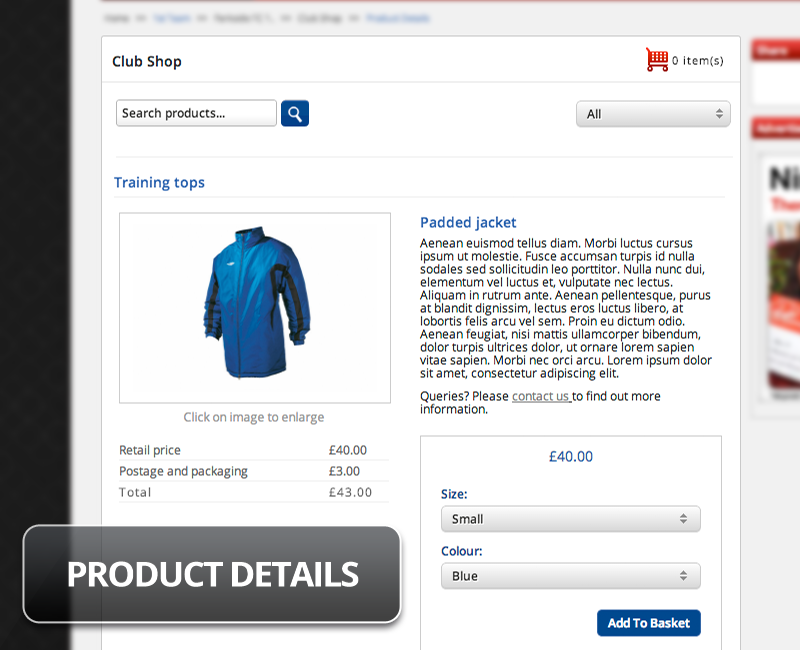 Club Shop
0 item(s)
Search products...
All
Training tops
Padded jacket
Aenean euismod tellus diam. Morbi luctus cursus
ipsum ut molestie. Fusce accumsan turpis id nulla
sodales sed sollicitudin leo porttitor. Nulla nunc dui,
elementum vel luctus et, vulputate nec lectus.
Aliquam in rutrum ante. Aenean pellentesque, purus
at blandit dignissim, lectus eros luctus libero, at
lobortis felis arcu vel sem. Proin eu dictum odio.
Aenean feugiat, nisi mattis ullamcorper bibendum,
dolor turpis ultrices dolor, ut ornare lorem sapien
vitae sapien. Morbi nec orci arcu. Lorem ipsum dolor
sit amet, consectetur adipiscing elit.
Queries? Please contact us to find out more
information.
Click on image to enlarge
Retail price £40.00
Postage and packaging £3.00
Total £43.00
£40.00
Size:
Small
Colour:
Blue
Add To Basket
PRODUCT DETAILS